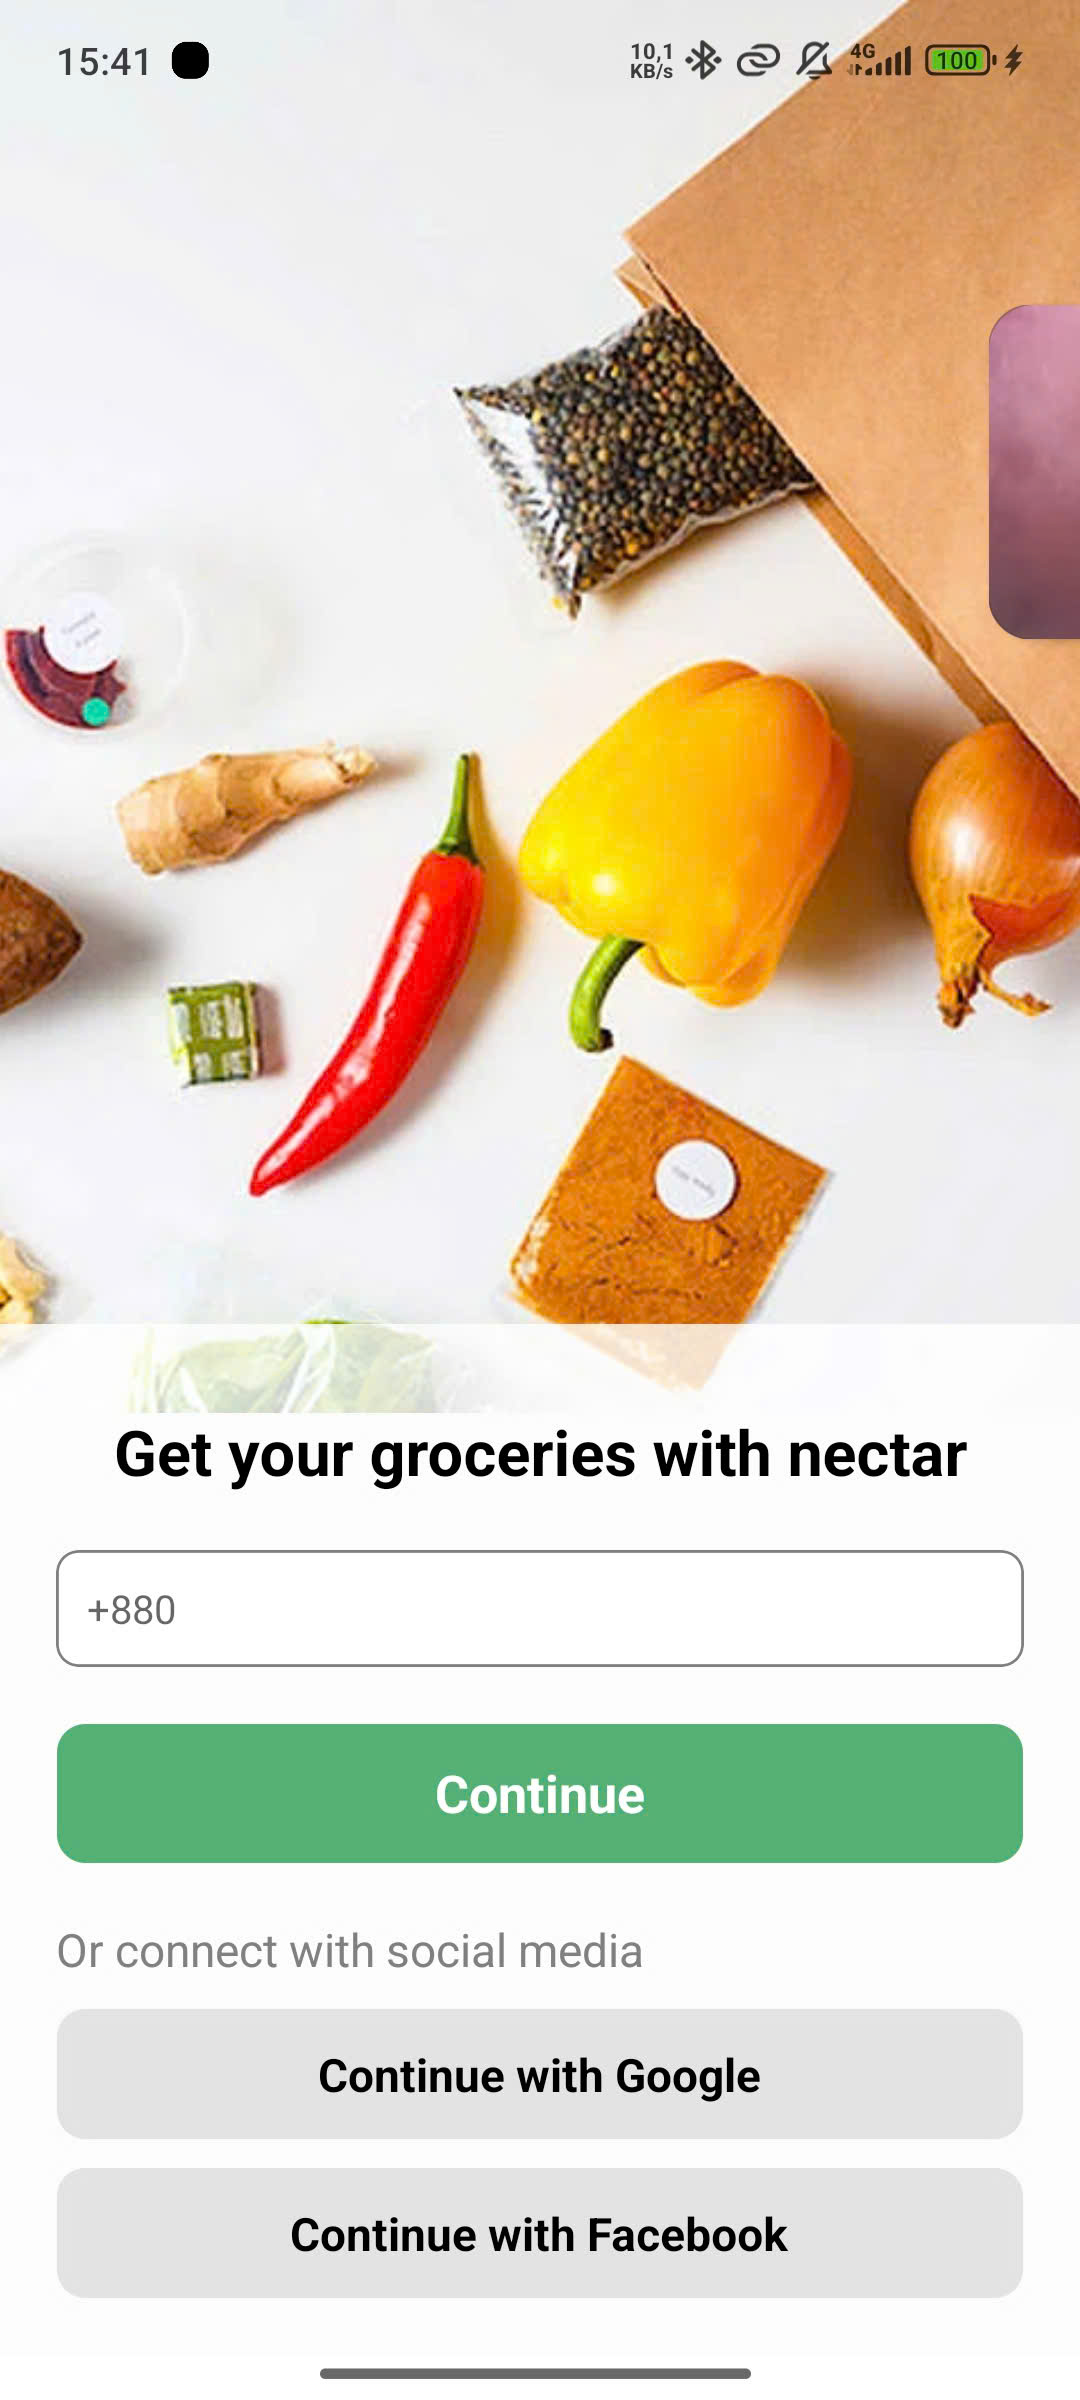 15:41
10,1
KB/s
4G
100
Get your groceries with nectar
+880
Continue
Or connect with social media
Continue with Google
Continue with Facebook